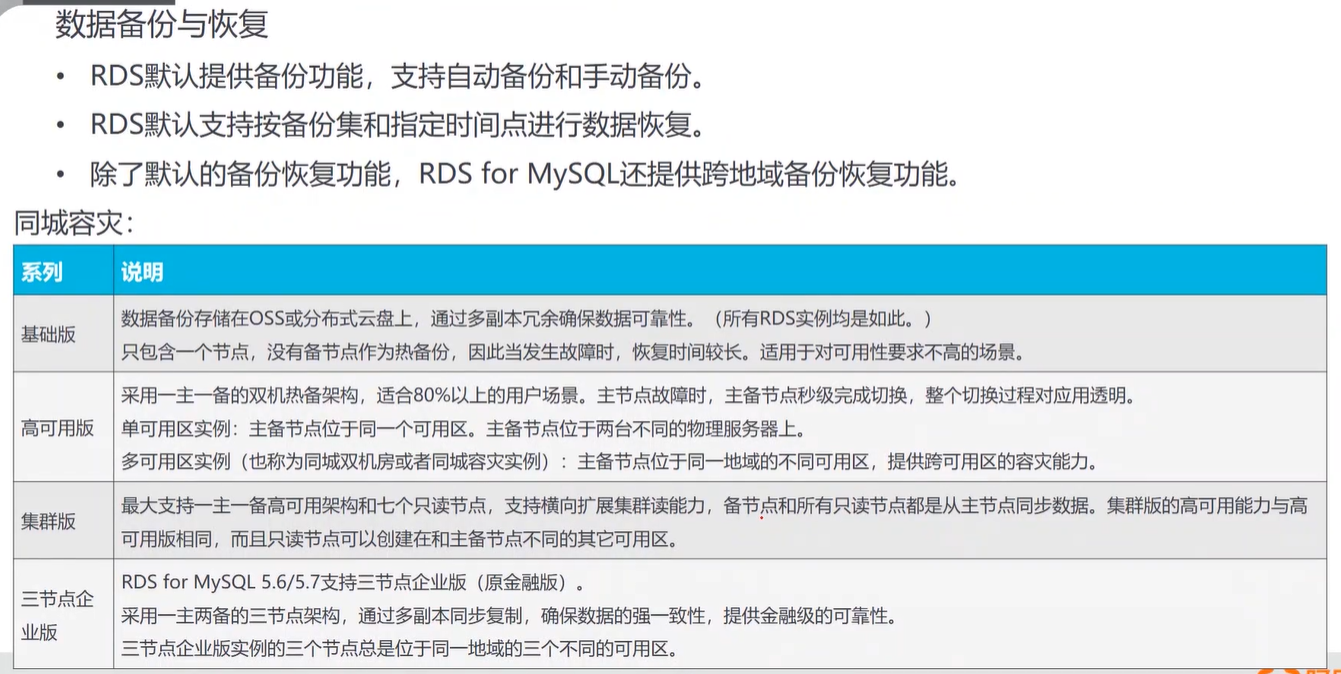 数据备份与恢复
• RDS默认提供备份功能，支持自动备份和手动备份。
• RDS默认支持按备份集和指定时间点进行数据恢复。
• 除了默认的备份恢复功能，RDS for MySQL还提供跨地域备份恢复功能。
同城容灾：
系列 说明
基础版
数据备份存储在OSS或分布式云盘上，通过多副本冗余确保数据可靠性。（所有RDS实例均是如此。）
只包含一个节点，没有备节点作为热备份，因此当发生故障时，恢复时间较长。适用于对可用性要求不高的场景。
高可用版
采用一主一备的双机热备架构，适合80%以上的用户场景。主节点故障时，主备节点秒级完成切换，整个切换过程对应用透明。
单可用区实例：主备节点位于同一个可用区。主备节点位于两台不同的物理服务器上。
多可用区实例（也称为同城双机房或者同城容灾实例）：主备节点位于同一地域的不同可用区，提供跨可用区的容灾能力。
集群版
最大支持一主一备高可用架构和七个只读节点，支持横向扩展集群读能力，备节点和所有只读节点都是从主节点同步数据。集群版的高可用能力与高
可用版相同，而且只读节点可以创建在和主备节点不同的其它可用区。
三节点企
业版
RDS for MySQL 5.6/5.7支持三节点企业版（原金融版）。
采用一主两备的三节点架构，通过多副本同步复制，确保数据的强一致性，提供金融级的可靠性。
三节点企业版实例的三个节点总是位于同一地域的三个不同的可用区。